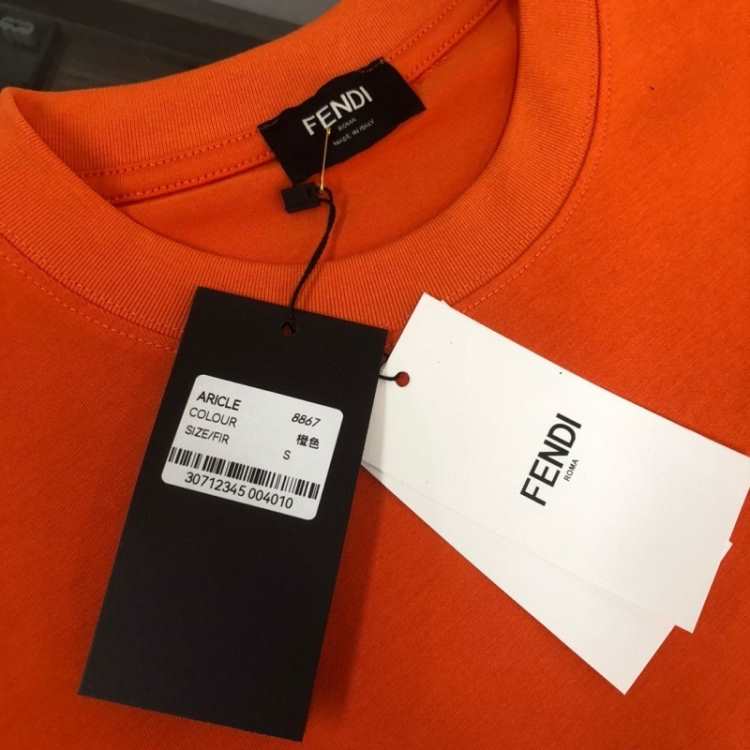 FENDI
ROMA
MADE IN ITALY
ARICLE 8867
COLOUR 橙色
SIZE/FIR S
30712345 004010
FENDI
ROMA